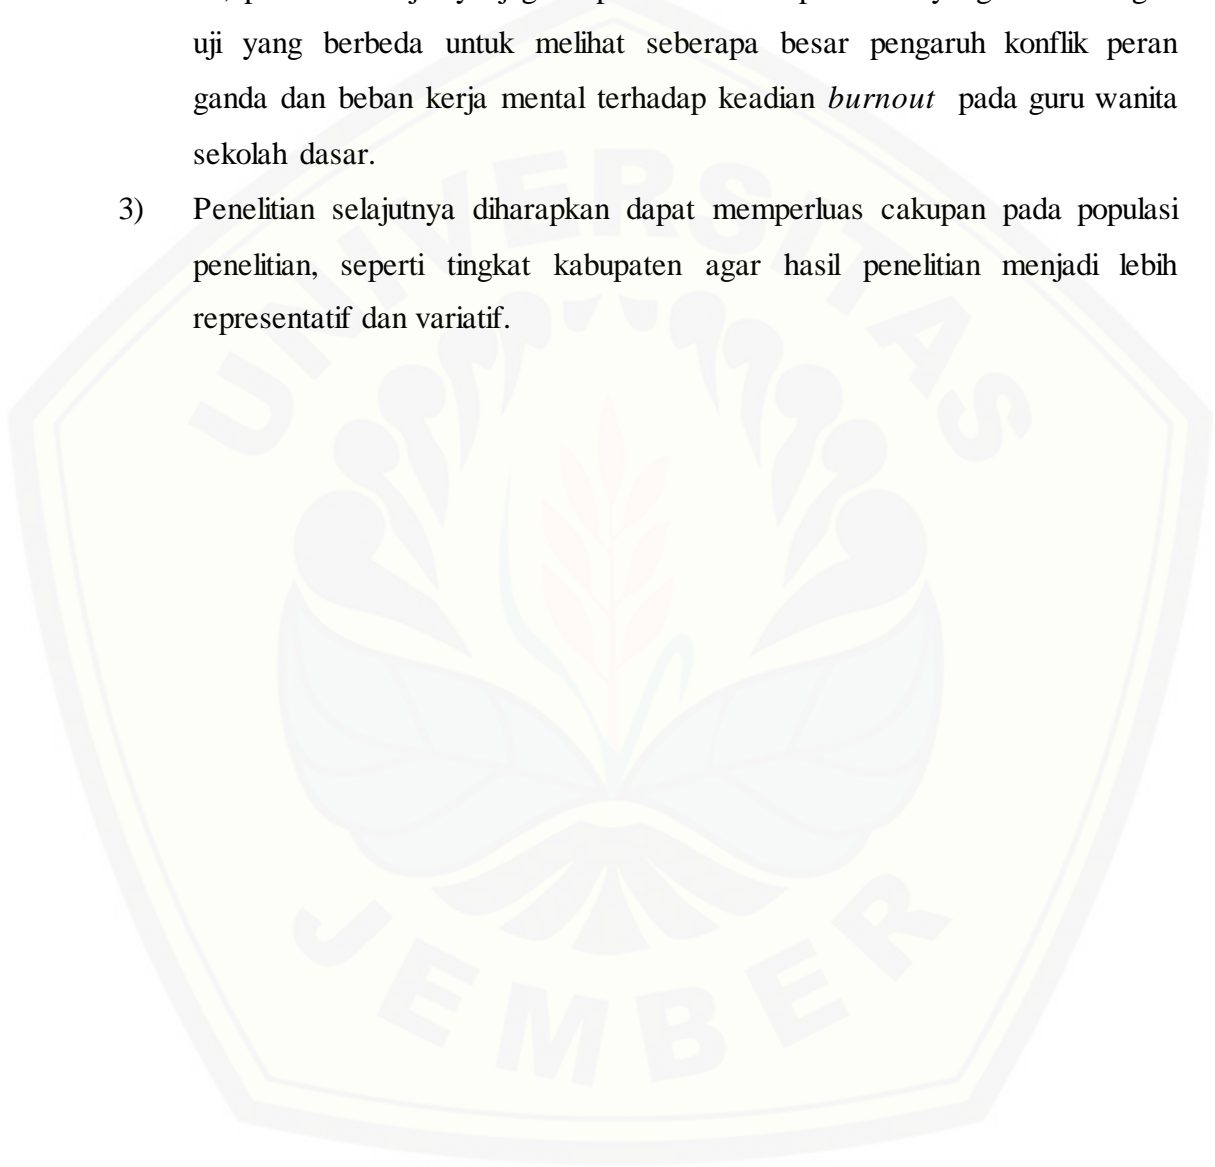 uji yang berbeda untuk melihat seberapa besar pengaruh konflik peran
ganda dan beban kerja mental terhadap keadian burnout pada guru wanita
sekolah dasar.
3) Penelitian selajutnya diharapkan dapat memperluas cakupan pada populasi
penelitian, seperti tingkat kabupaten agar hasil penelitian menjadi lebih
representatif dan variatif.
UNIVERSITAS
JEMBER